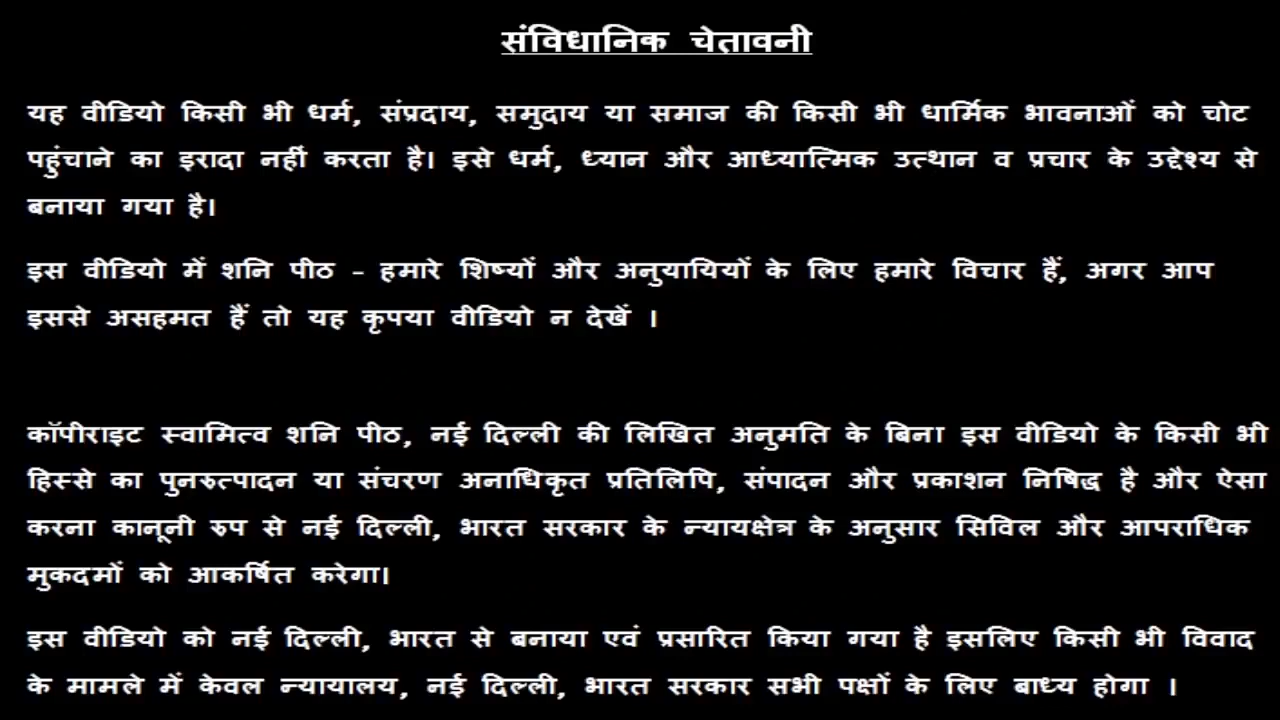 संविधानिक चेतावनी
यह वीडियो किसी भी धर्म, संप्रदाय, समुदाय या समाज की किसी भी धार्मिक भावनाओं को चोट
पहुंचाने का इरादा नहीं करता है। इसे धर्म, ध्यान और आध्यात्मिक उत्थान व प्रचार के उद्देश्य से
बनाया गया है।
इस वीडियो में शनि पीठ – हमारे शिष्यों और अनुयायियों के लिए हमारे विचार हैं, अगर आप
इससे असहमत हैं तो यह कृपया वीडियो न देखें ।
कॉपीराइट स्वामित्व शनि पीठ, नई दिल्ली की लिखित अनुमति के बिना इस वीडियो के किसी भी
हिस्से का पुनरुत्पादन या संचरण अनाधिकृत प्रतिलिपि, संपादन और प्रकाशन निषिद्ध है और ऐसा
करना कानूनी रुप से नई दिल्ली, भारत सरकार के न्यायक्षेत्र के अनुसार सिविल और आपराधिक
मुकदमों को आकर्षित करेगा।
इस वीडियो को नई दिल्ली, भारत से बनाया एवं प्रसारित किया गया है इसलिए किसी भी विवाद
के मामले में केवल न्यायालय, नई दिल्ली, भारत सरकार सभी पक्षों के लिए बाध्य होगा ।